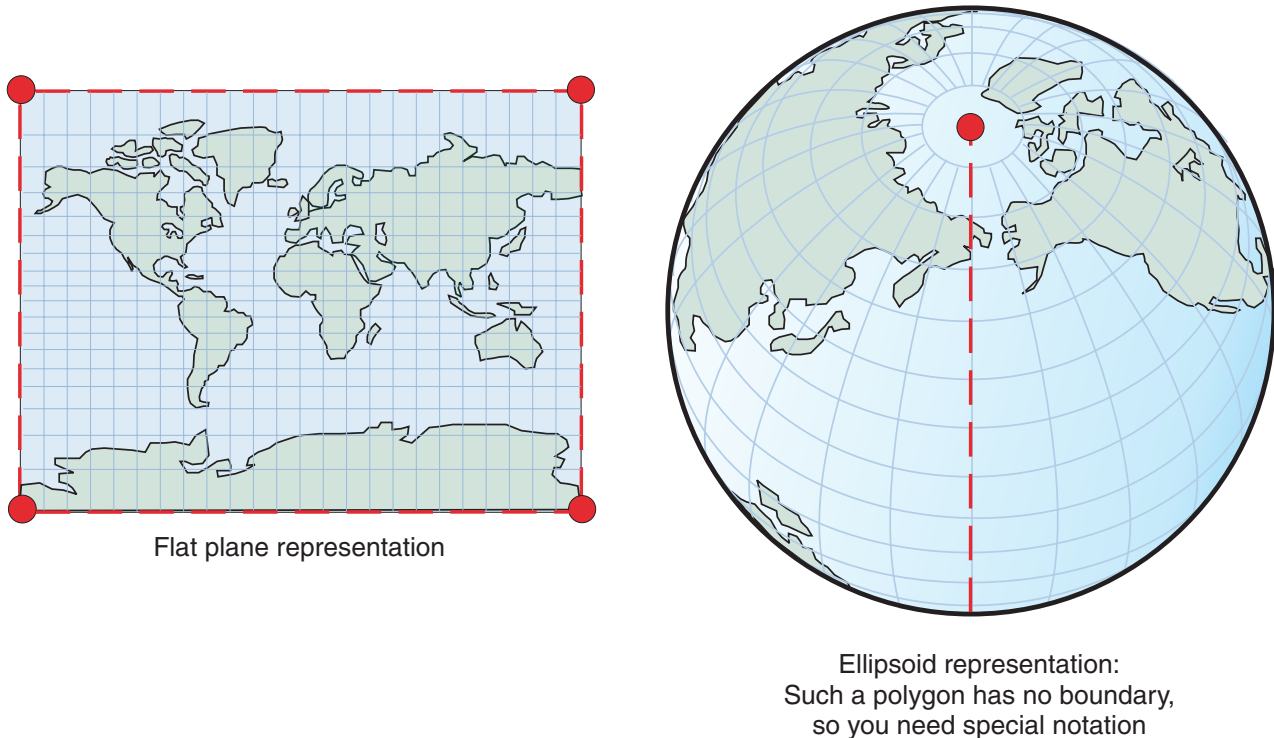 Flat plane representation
Ellipsoid representation:
Such a polygon has no boundary,
so you need special notation